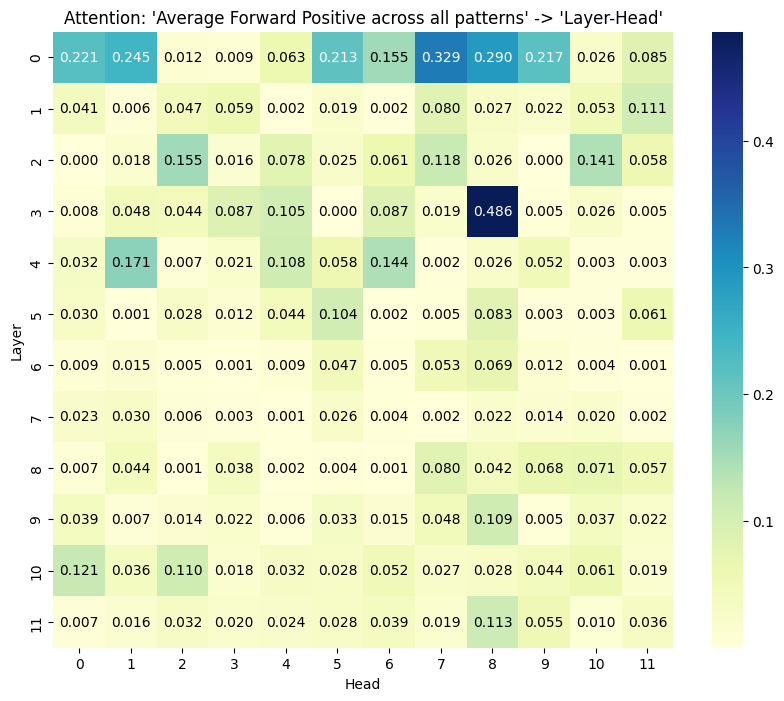 Attention: 'Average Forward Positive across all patterns' -> 'Layer-Head'
0 0.221 0.245 0.012 0.009 0.063 0.213 0.155 0.329 0.290 0.217 0.026 0.085
1 0.041 0.006 0.047 0.059 0.002 0.019 0.002 0.080 0.027 0.022 0.053 0.111
2 0.000 0.018 0.155 0.016 0.078 0.025 0.061 0.118 0.026 0.000 0.141 0.058
3 0.008 0.048 0.044 0.087 0.105 0.000 0.087 0.019 0.486 0.005 0.026 0.005
4 0.032 0.171 0.007 0.021 0.108 0.058 0.144 0.002 0.026 0.052 0.003 0.003
5 0.030 0.001 0.028 0.012 0.044 0.104 0.002 0.005 0.083 0.003 0.003 0.061
6 0.009 0.015 0.005 0.001 0.009 0.047 0.005 0.053 0.069 0.012 0.004 0.001
7 0.023 0.030 0.006 0.003 0.001 0.026 0.004 0.002 0.022 0.014 0.020 0.002
8 0.007 0.044 0.001 0.038 0.002 0.004 0.001 0.080 0.042 0.068 0.071 0.057
9 0.039 0.007 0.014 0.022 0.006 0.033 0.015 0.048 0.109 0.005 0.037 0.022
10 0.121 0.036 0.110 0.018 0.032 0.028 0.052 0.027 0.028 0.044 0.061 0.019
11 0.007 0.016 0.032 0.020 0.024 0.028 0.039 0.019 0.113 0.055 0.010 0.036
0 1 2 3 4 5 6 7 8 9 10 11
Head
Layer
0.4
0.3
0.2
0.1